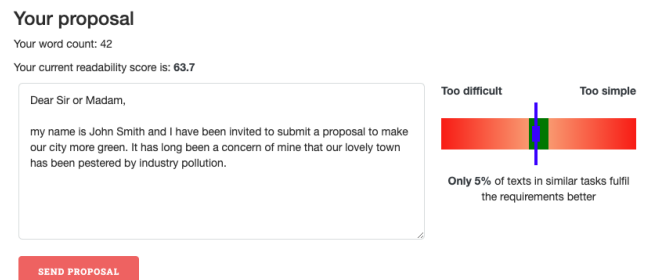 Your proposal
Your word count: 42
Your current readability score is: 63.7
Dear Sir or Madam,
my name is John Smith and I have been invited to submit a proposal to make
our city more green. It has long been a concern of mine that our lovely town
has been pestered by industry pollution.
Too difficult Too simple
Only 5% of texts in similar tasks fulfil
the requirements better
SEND PROPOSAL